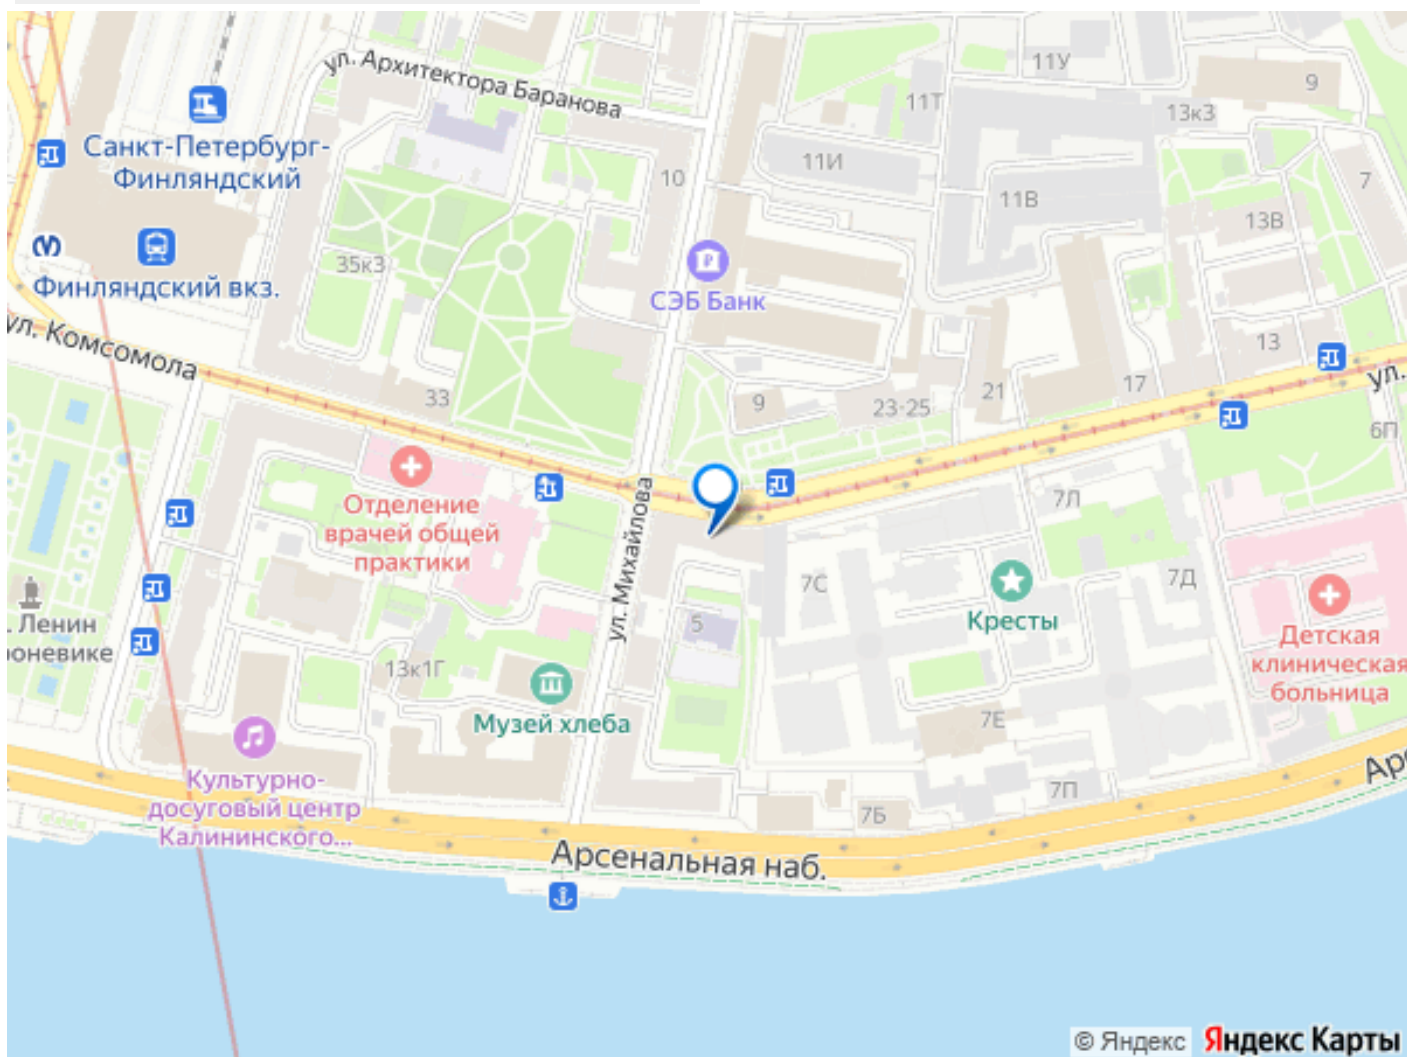 ул. Архитектора Баранова
11У
9
11Т
13к3
Санкт-Петербург-
Финляндский
11И
10
7
11В
13В
35к3
Финляндский вкз.
СЭБ Банк
ул. Комсомола
13
17
ул.
33
9
23-25
21
6П
Отделение
врачей общей
практики
ул. Михайлова
7Л
7С
7Д
Кресты
5
Ленин
роневике
Детская
клиническая
больница
13к1Г
Музей хлеба
7Е
Культурно-
досуговый центр
Калининского...
7П
7Б
Арс
Арсенальная наб.
© Яндекс Яндекс Карты